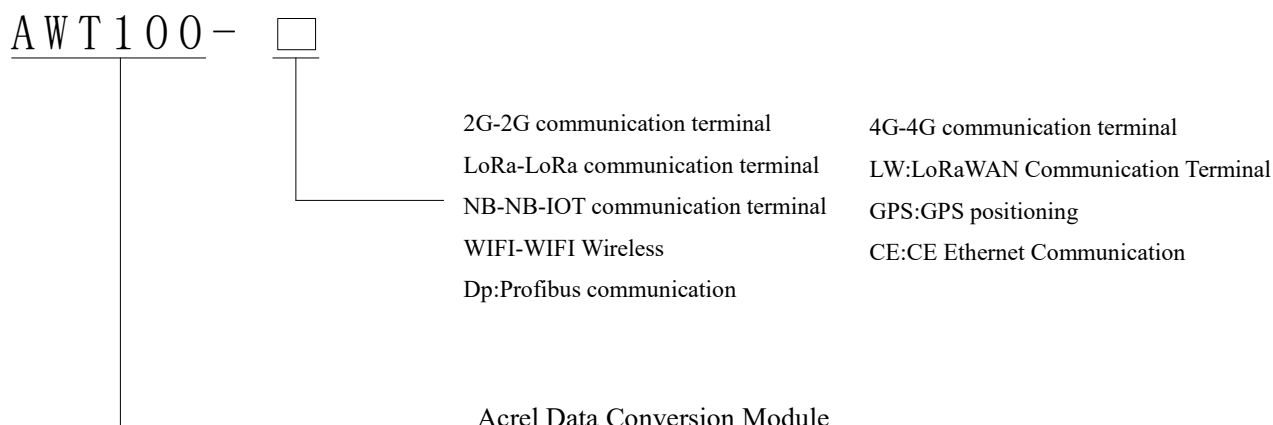 AWT100-
2G-2G communication terminal
4G-4G communication terminal
LoRa-LoRa communication terminal
LW:LoRaWAN Communication Terminal
NB-NB-IOT communication terminal
GPS:GPS positioning
WIFI-WIFI Wireless
CE:CE Ethernet Communication
Dp:Profibus communication
Acrel Data Conversion Module